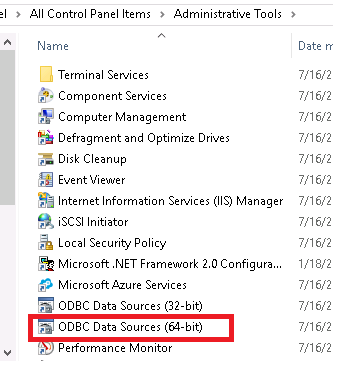 el > All Control Panel Items > Administrative Tools >
Name Date m
Terminal Services 7/16/2
Component Services 7/16/2
Computer Management 7/16/2
Defragment and Optimize Drives 7/16/2
Disk Cleanup 7/16/2
Event Viewer 7/16/2
Internet Information Services (IIS) Manager 7/16/2
iSCSI Initiator 7/16/2
Local Security Policy 7/16/2
Microsoft .NET Framework 2.0 Configura... 1/18/2
Microsoft Azure Services 7/16/2
ODBC Data Sources (32-bit) 7/16/2
ODBC Data Sources (64-bit) 7/16/2
Performance Monitor 7/16/2